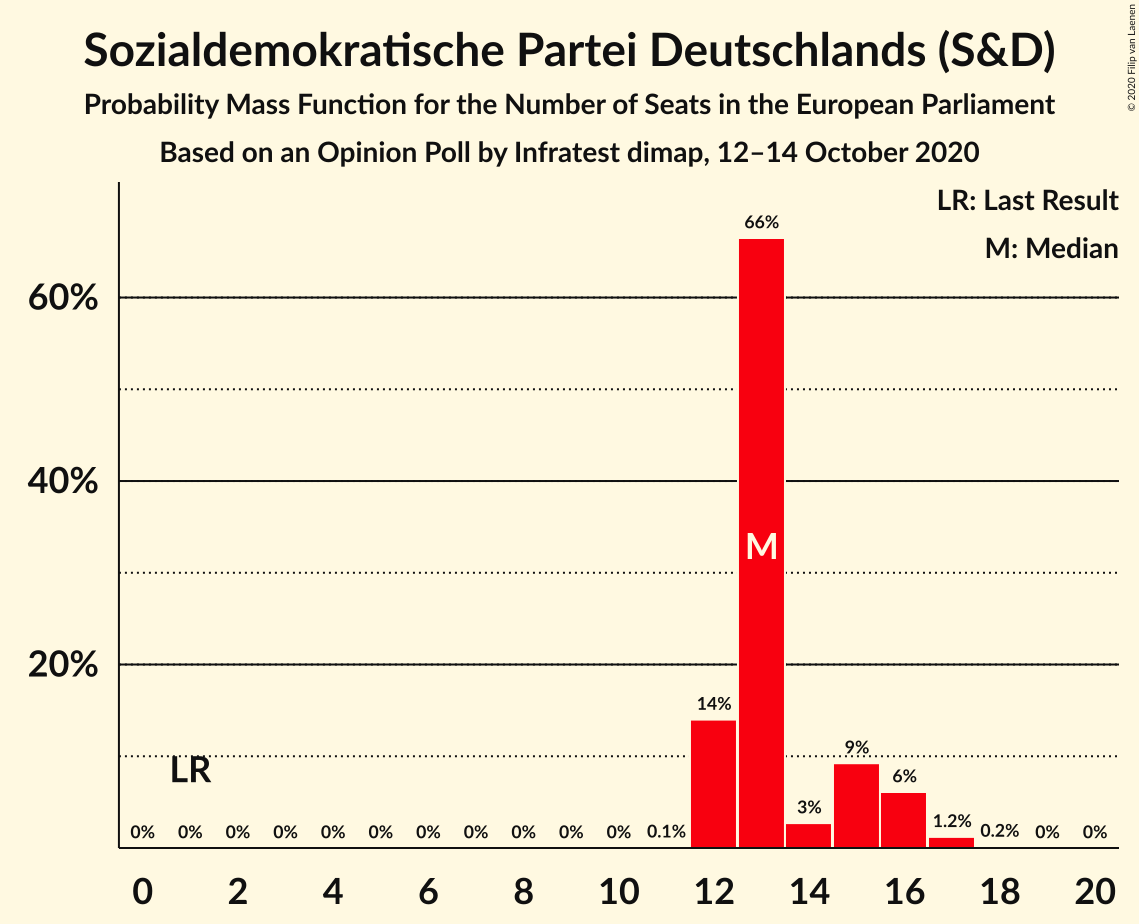 Sozialdemokratische Partei Deutschlands (S&D)
Probability Mass Function for the Number of Seats in the European Parliament
Based on an Opinion Poll by Infratest dimap, 12–14 October 2020
© 2020 Filip van Laenen
LR: Last Result
M: Median
66%
60%
40%
M
20%
14%
9%
LR
6%
3%
1.2%
0% 0% 0% 0% 0% 0% 0% 0% 0% 0% 0% 0.1% 0.2% 0% 0%
0 2 4 6 8 10 12 14 16 18 20